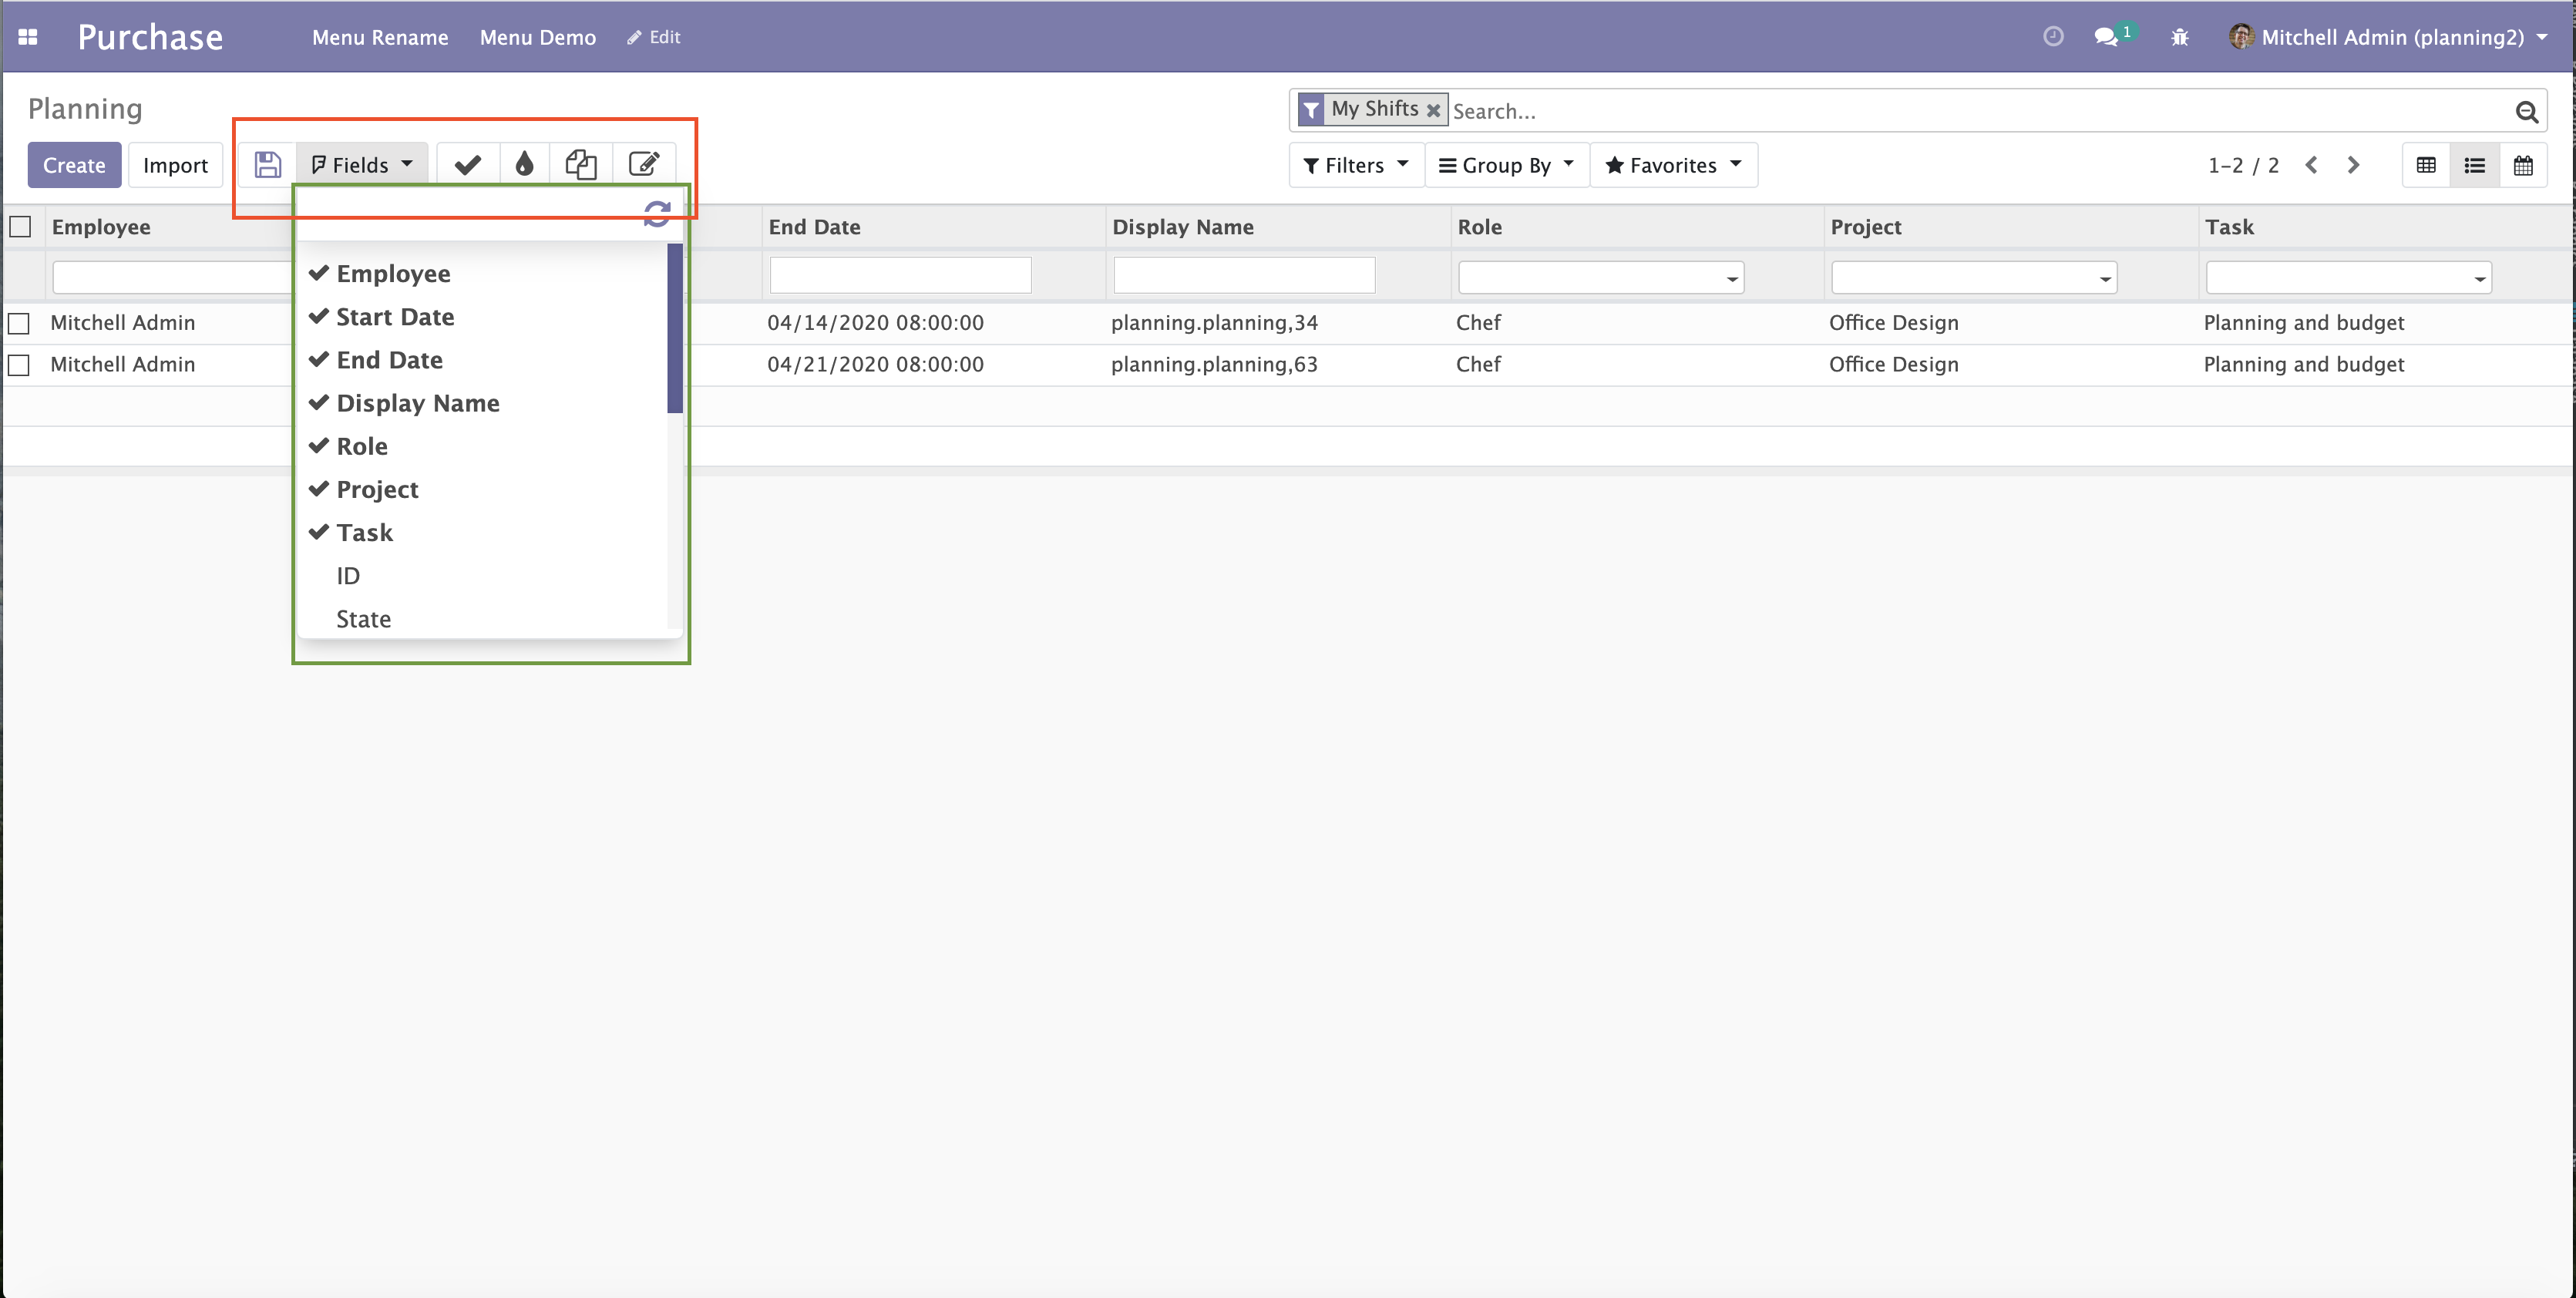 Purchase Menu Rename Menu Demo Edit 1 Mitchell Admin (planning2)
Planning
My Shifts Search...
Create Import Fields Filters Group By Favorites 1-2 / 2
Employee End Date Display Name Role Project Task
Mitchell Admin 04/14/2020 08:00:00 planning.planning,34 Chef Office Design Planning and budget
Mitchell Admin 04/21/2020 08:00:00 planning.planning,63 Chef Office Design Planning and budget
Employee
Start Date
End Date
Display Name
Role
Project
Task
ID
State